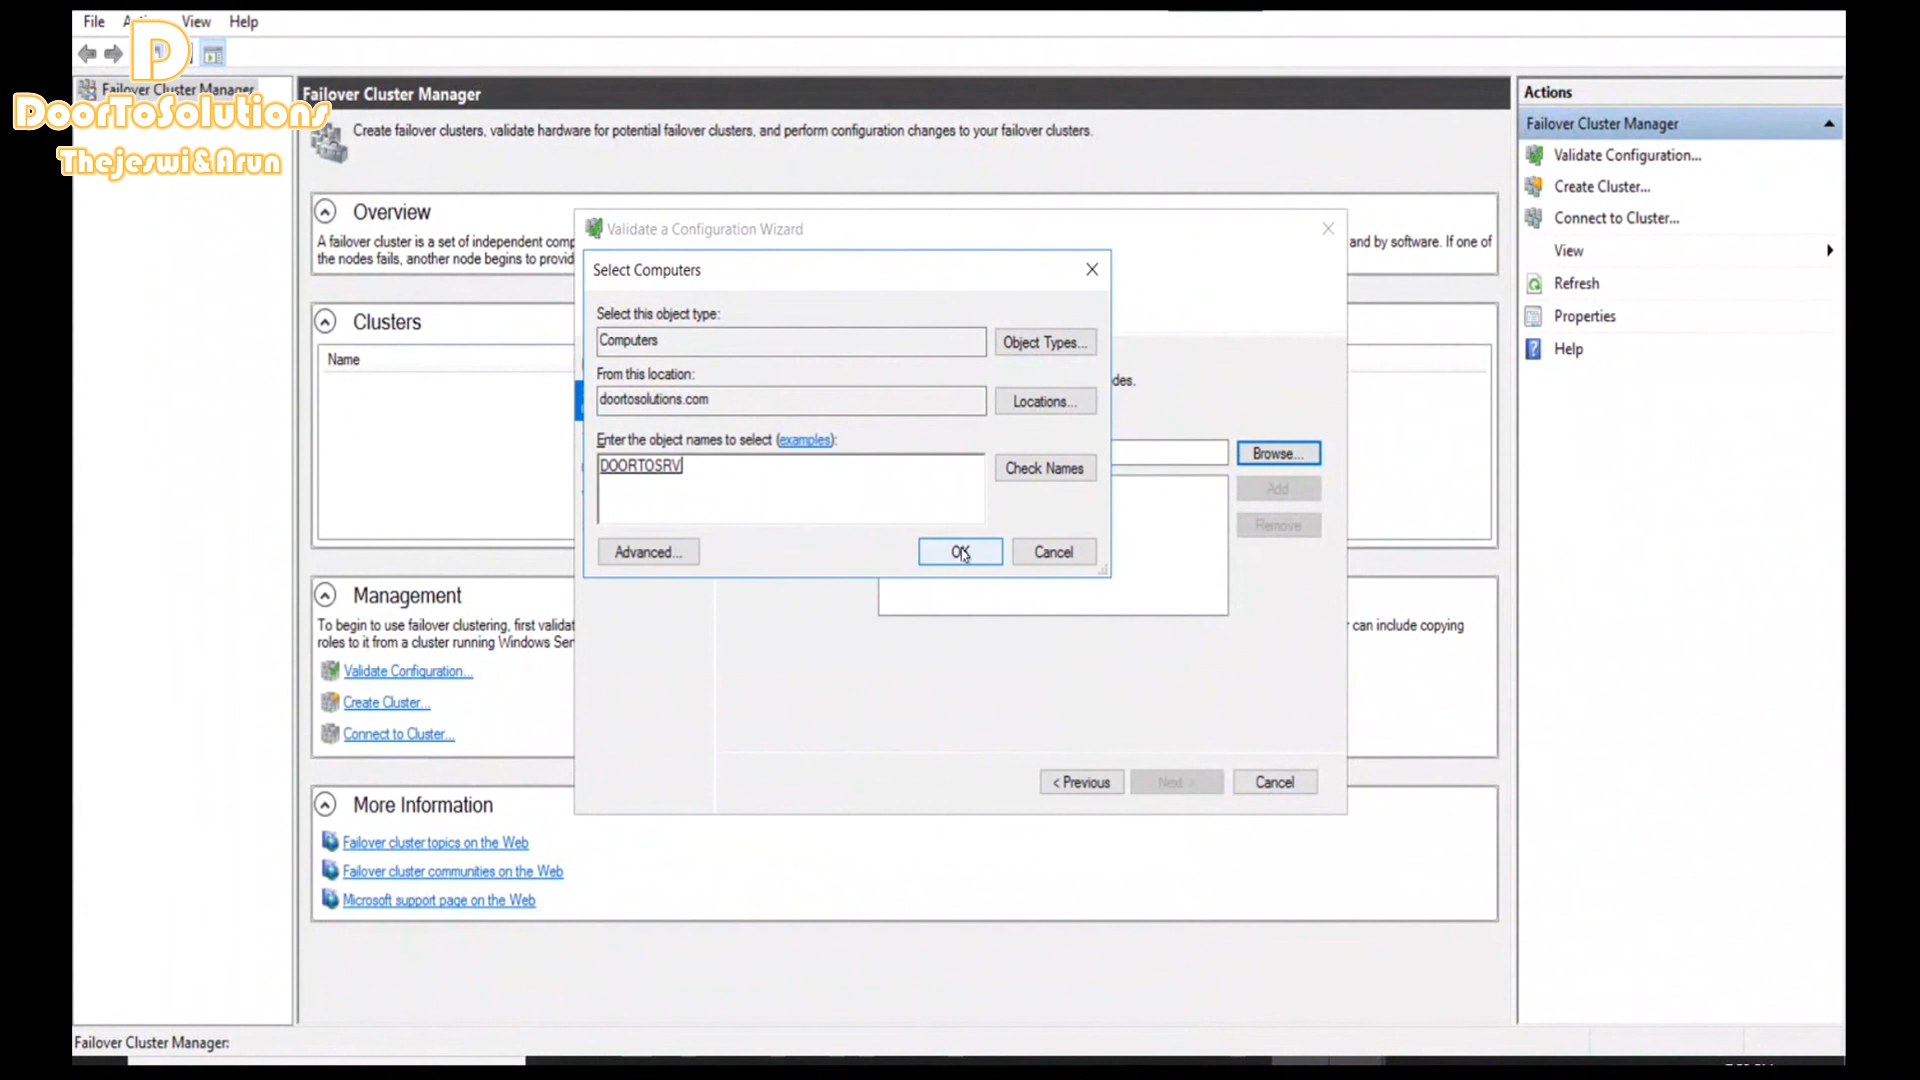 File View Help
D
DoorToSolutions
Thejeswi&Arun
Failover Cluster Manager
Failover Cluster Manager
Create failover clusters, validate hardware for potential failover clusters, and perform configuration changes to your failover clusters.
Overview
A failover cluster is a set of independent comp
and by software. If one of
the nodes fails, another node begins to provid
Clusters
Name
Management
To begin to use failover clustering, first validat
r can include copying
roles to it from a cluster running Windows Ser
Validate Configuration...
Create Cluster...
Connect to Cluster...
More Information
Failover cluster topics on the Web
Failover cluster communities on the Web
Microsoft support page on the Web
Validate a Configuration Wizard
des.
Browse...
Add
Remove
< Previous Next > Cancel
Select Computers
Select this object type:
Computers
Object Types...
From this location:
doortosolutions.com
Locations...
Enter the object names to select (examples):
DOORTOSRV
Check Names
Advanced... OK Cancel
Actions
Failover Cluster Manager
Validate Configuration...
Create Cluster...
Connect to Cluster...
View
Refresh
Properties
Help
Failover Cluster Manager: